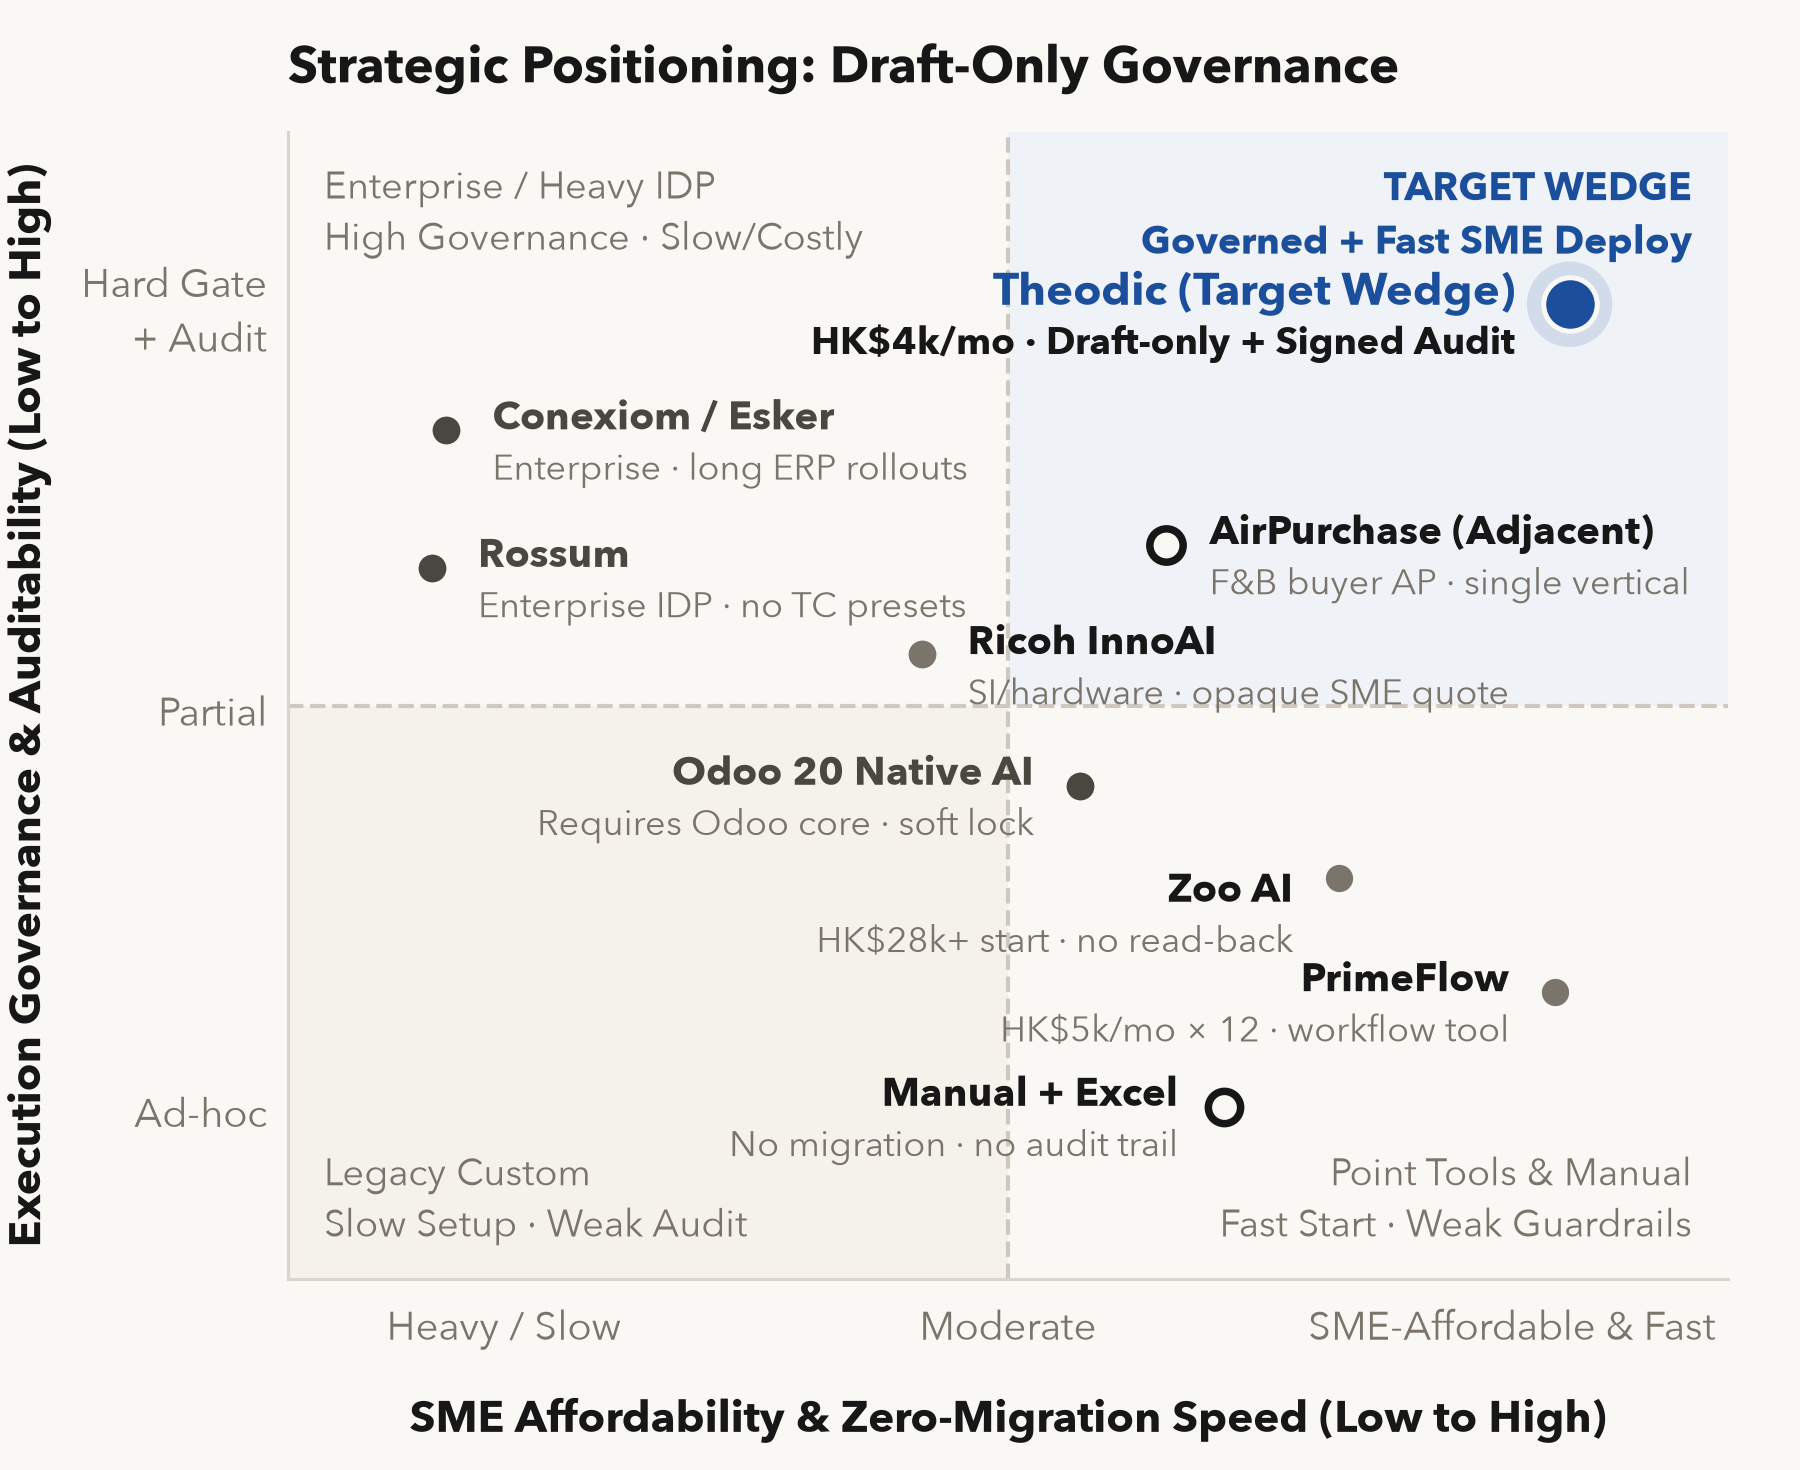 Strategic Positioning: Draft-Only Governance
Execution Governance & Auditability (Low to High)
Enterprise / Heavy IDP
High Governance · Slow/Costly
TARGET WEDGE
Governed + Fast SME Deploy
Hard Gate
+ Audit
Theodic (Target Wedge)
HK$4k/mo · Draft-only + Signed Audit
Conexiom / Esker
Enterprise · long ERP rollouts
AirPurchase (Adjacent)
F&B buyer AP · single vertical
Rossum
Enterprise IDP · no TC presets
Ricoh InnoAI
SI/hardware · opaque SME quote
Partial
Odoo 20 Native AI
Requires Odoo core · soft lock
Zoo AI
HK$28k+ start · no read-back
PrimeFlow
HK$5k/mo × 12 · workflow tool
Manual + Excel
No migration · no audit trail
Ad-hoc
Legacy Custom
Slow Setup · Weak Audit
Point Tools & Manual
Fast Start · Weak Guardrails
Heavy / Slow
Moderate
SME-Affordable & Fast
SME Affordability & Zero-Migration Speed (Low to High)